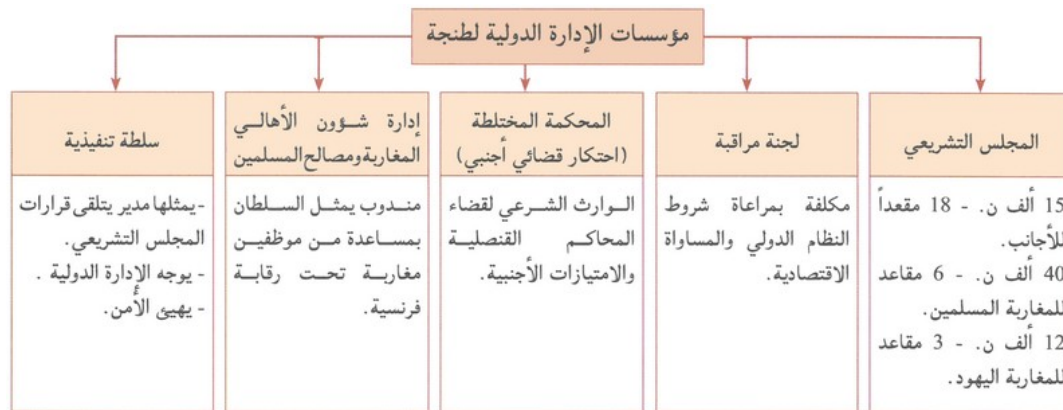 مؤسسات الإدارة الدولية لطنجة
المجلس التشريعي
15 ألف ن. - 18 مقعداً
للأجانب.
40 ألف ن. - 6 مقاعد
للمغاربة المسلمين.
12 ألف ن. - 3 مقاعد
للمغاربة اليهود.
لجنة مراقبة
مكلفة بمراعاة شروط
النظام الدولي والمساواة
الاقتصادية.
المحكمة المختلطة
(احتكار قضائي أجنبي)
الوارث الشرعي لقضاء
المحاكم القنصلية
والامتيازات الأجنبية.
إدارة شؤون الأهالي
المغاربة ومصالح المسلمين
مندوب يمثل السلطان
بمساعدة من موظفين
مغاربة تحت رقابة
فرنسية.
سلطة تنفيذية
- يمثلها مدير يتلقى قرارات
المجلس التشريعي.
- يوجه الإدارة الدولية .
- يهيئ الأمن.